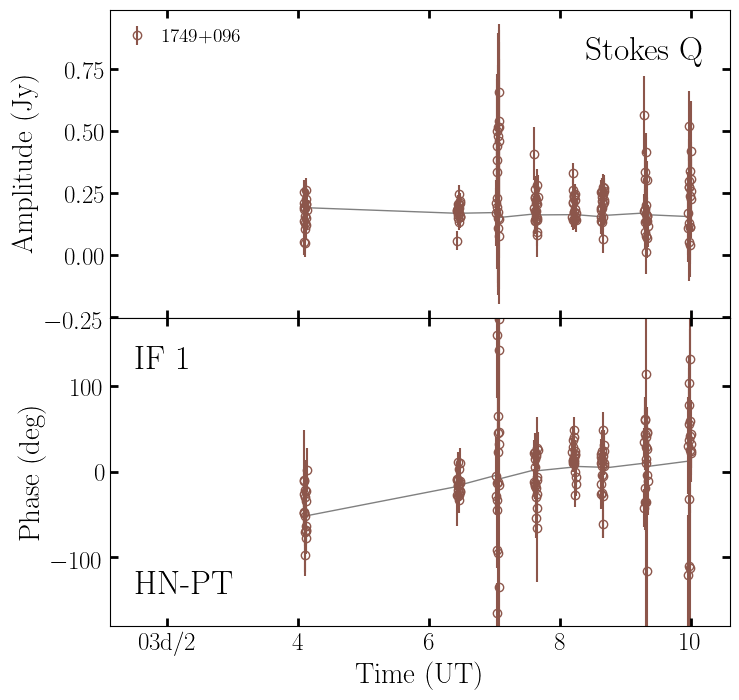 1749+096
Stokes Q
Amplitude (Jy)
0.75
0.50
0.25
0.00
−0.25
IF 1
HN-PT
Phase (deg)
100
0
−100
03d/2 4 6 8 10
Time (UT)